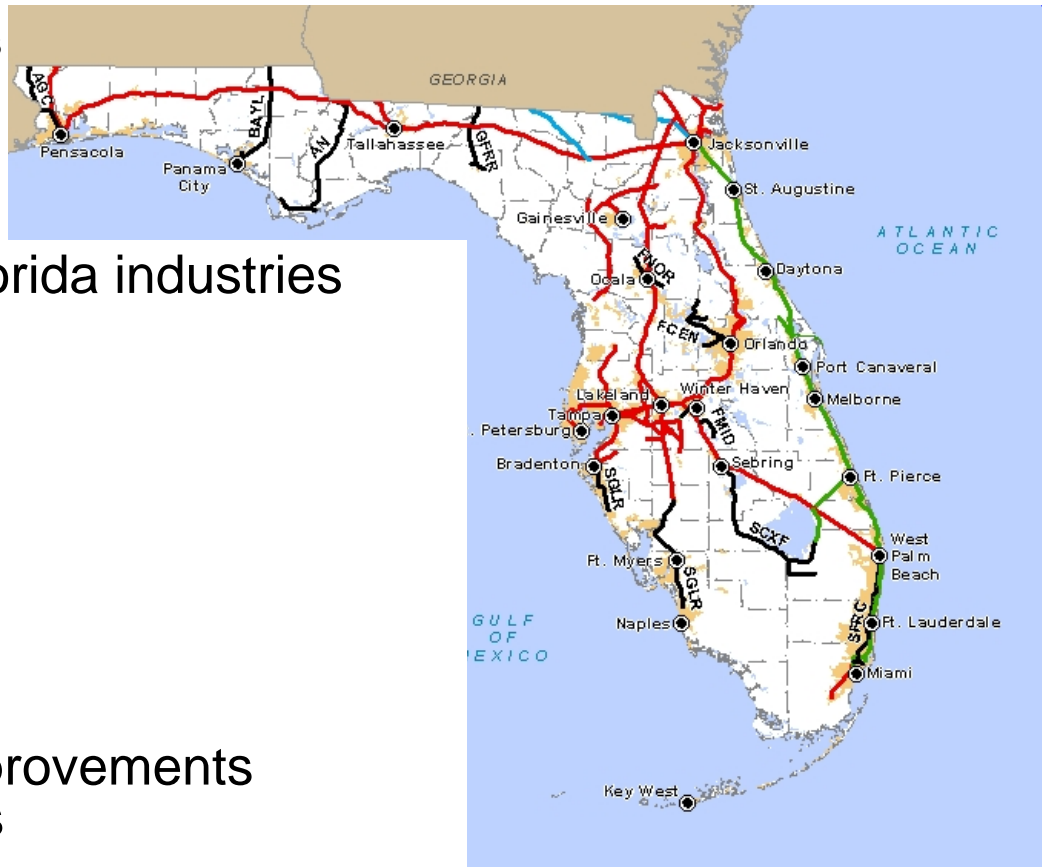 GEORGIA
AGC
BAYL
AN
GFRR
Pensacola
Tallahassee
Panama
City
Jacksonville
St. Augustine
Gainesville
ATLANTIC
OCEAN
Daytona
orida industries
FNOR
Ocala
FCEN
Orlando
Port Canaveral
Winter Haven
Lakeland
Melborne
Tampa
FMID
. Petersburg
Bradenton
Sebring
SGLR
Ft. Pierce
SCXF
West
Palm
Beach
Ft. Myers
SGLR
GULF
OF
EXICO
Naples
SFRC
Ft. Lauderdale
Miami
provements
s
Key West